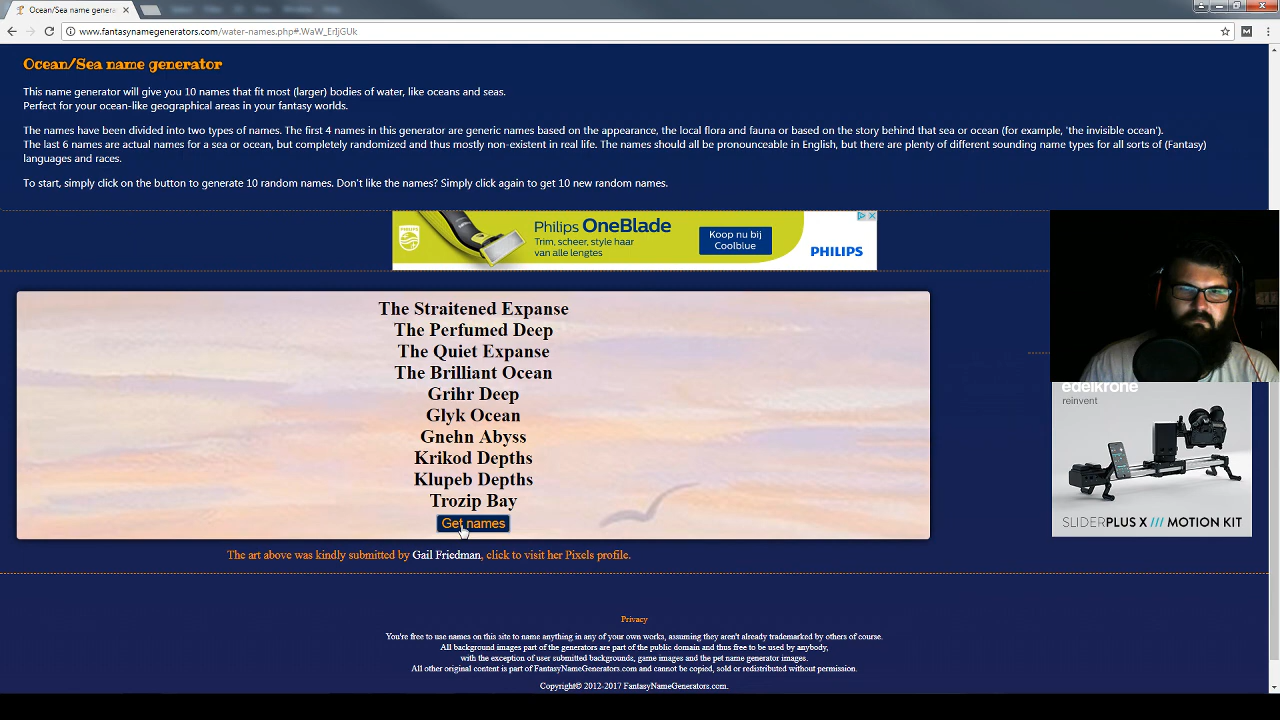 Ocean/Sea name genera
www.fantasynamegenerators.com/water-names.php#.WaW_ErljGUk
Ocean/Sea name generator
This name generator will give you 10 names that fit most (larger) bodies of water, like oceans and seas.
Perfect for your ocean-like geographical areas in your fantasy worlds.
The names have been divided into two types of names. The first 4 names in this generator are generic names based on the appearance, the local flora and fauna or based on the story behind that sea or ocean (for example, 'the invisible ocean').
The last 6 names are actual names for a sea or ocean, but completely randomized and thus mostly non-existent in real life. The names should all be pronounceable in English, but there are plenty of different sounding name types for all sorts of (Fantasy)
languages and races.
To start, simply click on the button to generate 10 random names. Don't like the names? Simply click again to get 10 new random names.
PHILIPS
Philips OneBlade
Trim, scheer, style haar
van alle lengtes
Koop nu bij
Coolblue
PHILIPS
The Straitened Expanse
The Perfumed Deep
The Quiet Expanse
The Brilliant Ocean
Grihr Deep
Glyk Ocean
Gnehn Abyss
Krikod Depths
Klupeb Depths
Trozip Bay
Get names
The art above was kindly submitted by Gail Friedman, click to visit her Pixels profile.
edelkrone
reinvent
SLIDERPLUS X /// MOTION KIT
Privacy
You're free to use names on this site to name anything in any of your own works, assuming they aren't already trademarked by others of course.
All background images part of the generators are part of the public domain and thus free to be used by anybody,
with the exception of user submitted backgrounds, game images and the pet name generator images.
All other original content is part of FantasyNameGenerators.com and cannot be copied, sold or redistributed without permission.
Copyright© 2012-2017 FantasyNameGenerators.com.